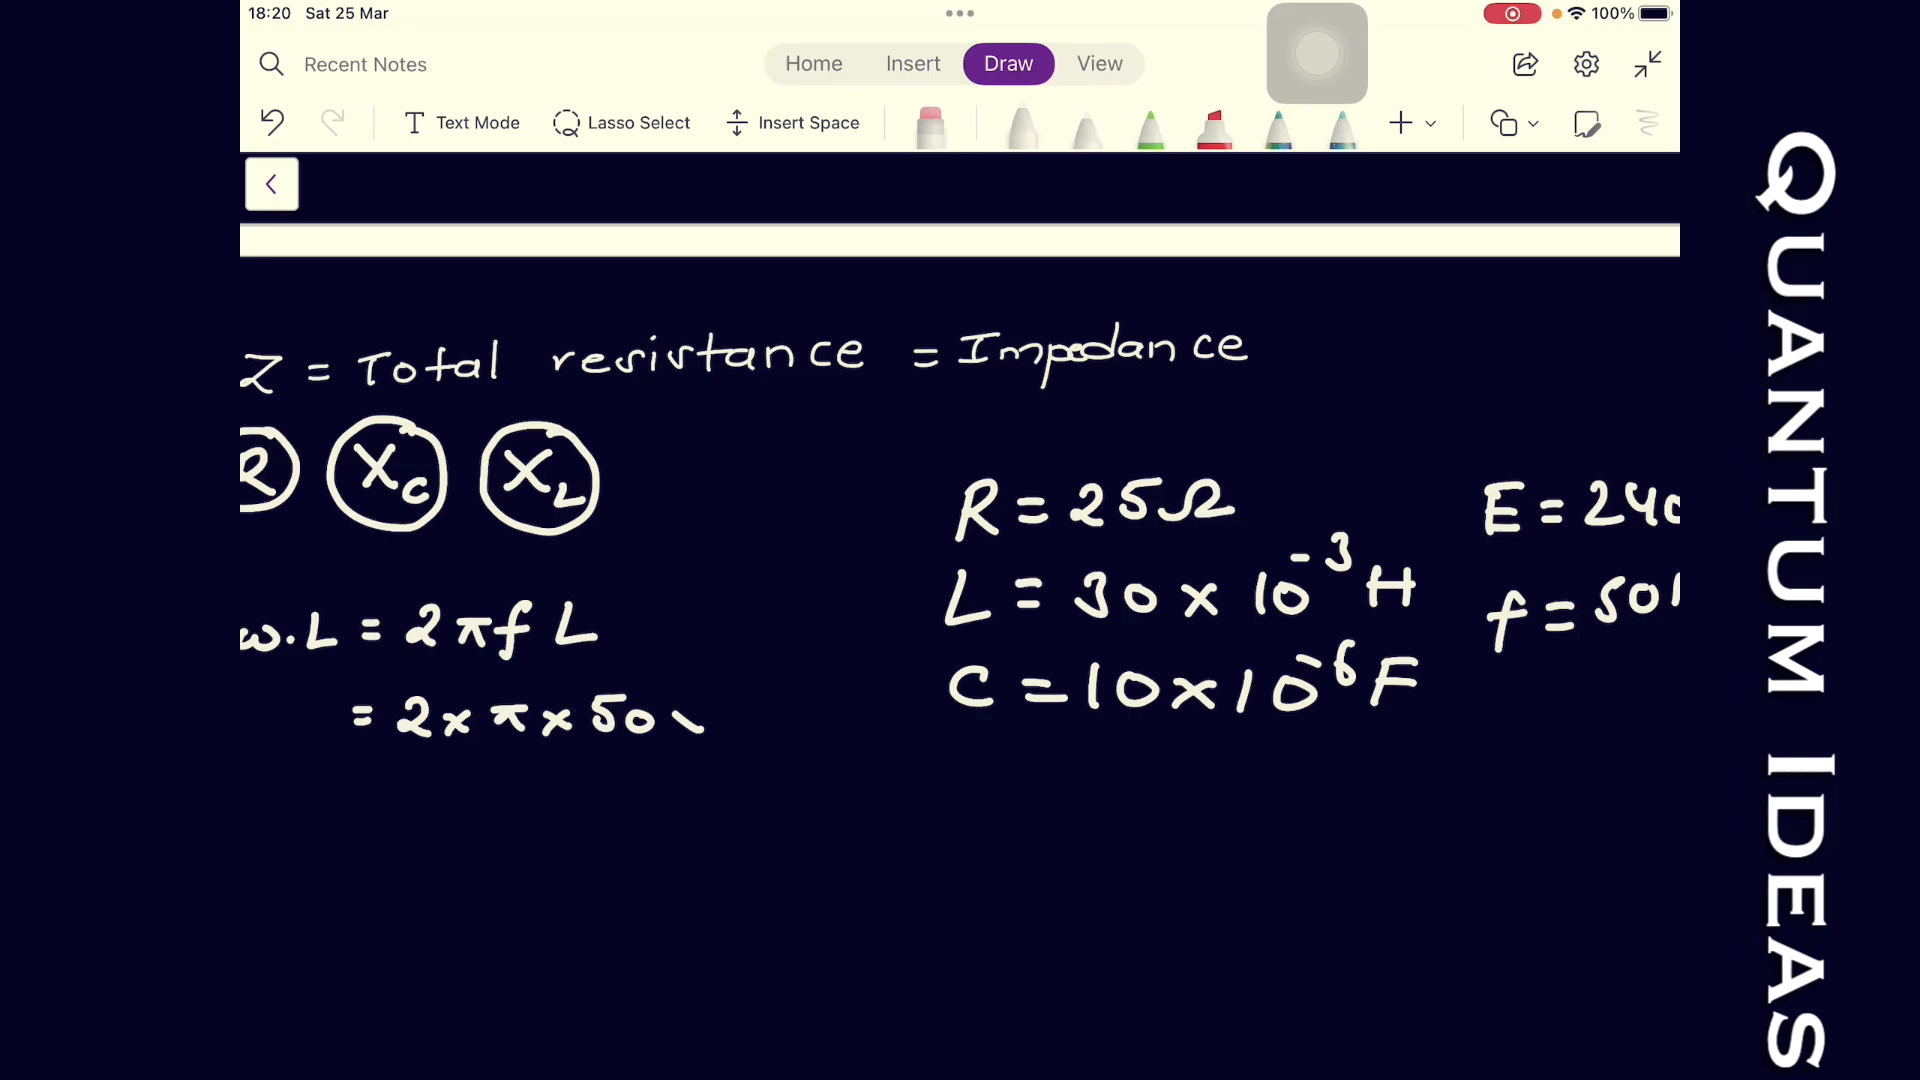 18:20 Sat 25 Mar
100%
Recent Notes
Home Insert Draw View
Text Mode Lasso Select Insert Space
Z = Total resistance = Impedance
R Xc XL
R = 25Ω
L = 30 x 10⁻³ H
C = 10 x 10⁻⁶ F
E = 240
f = 50
ω.L = 2πf L
= 2 x π x 50
QUANTUM IDEAS